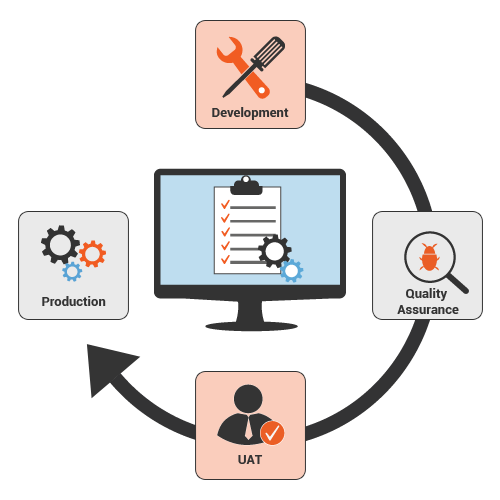 Development
Quality
Assurance
UAT
Production